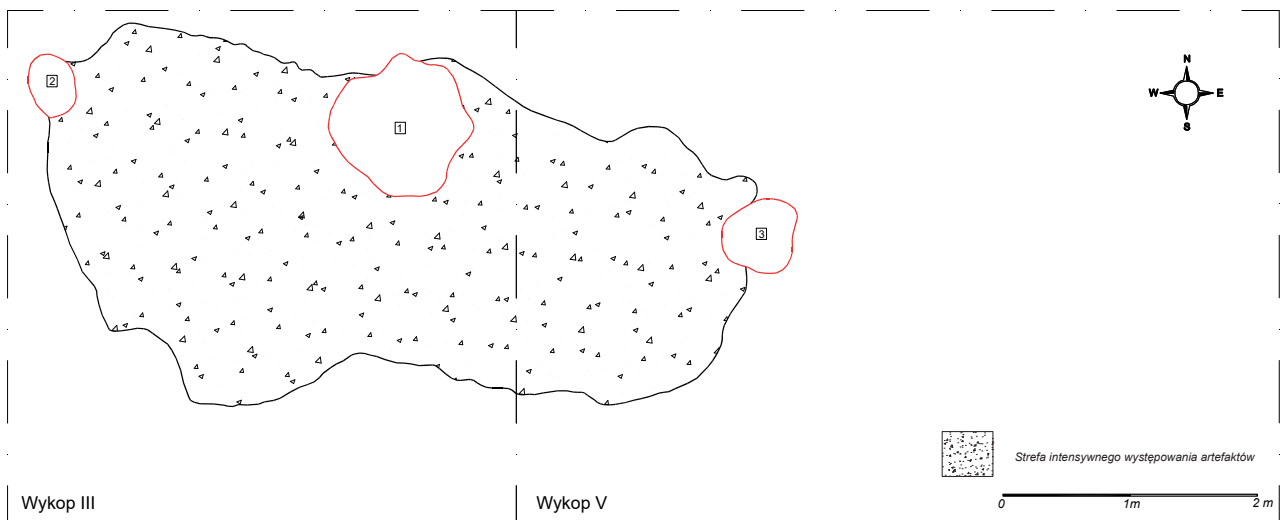 N
W E
S
2
1
3
Strefa intensywnego występowania artefaktów
Wykop III
Wykop V
0 1m 2 m